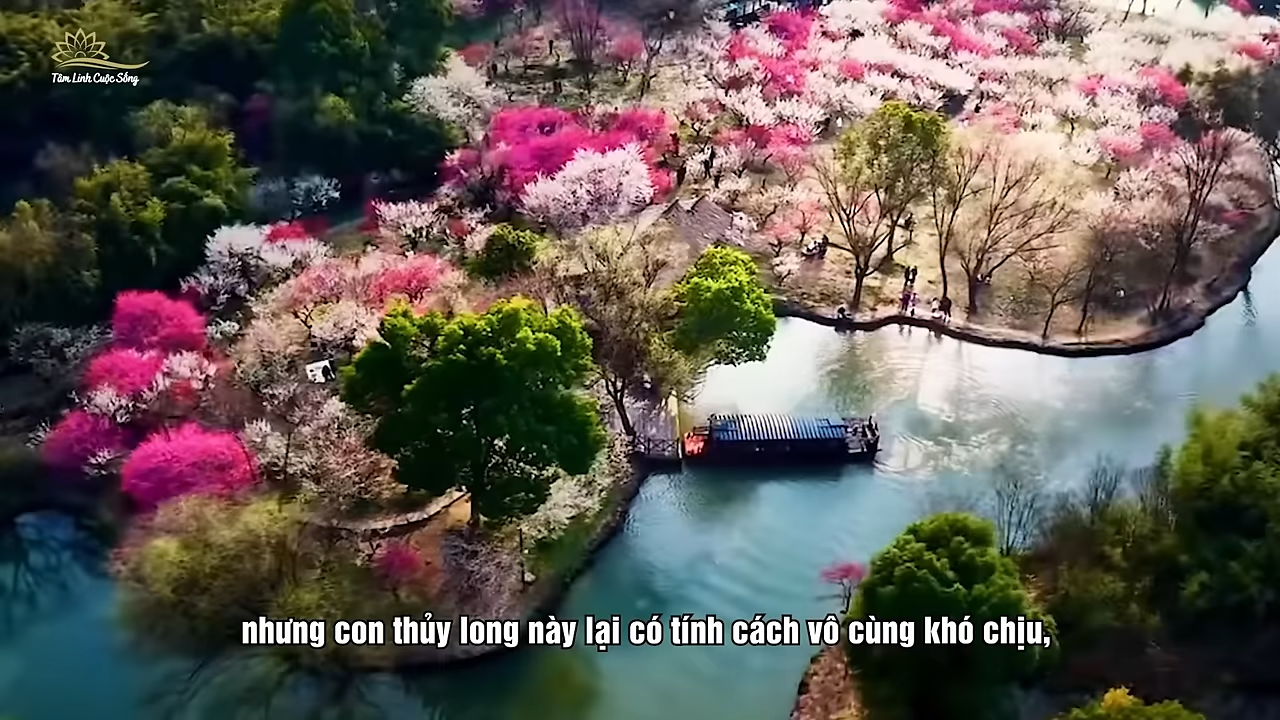 Tâm Linh Cuộc Sống
nhưng con thủy long này lại có tính cách vô cùng khó chịu,